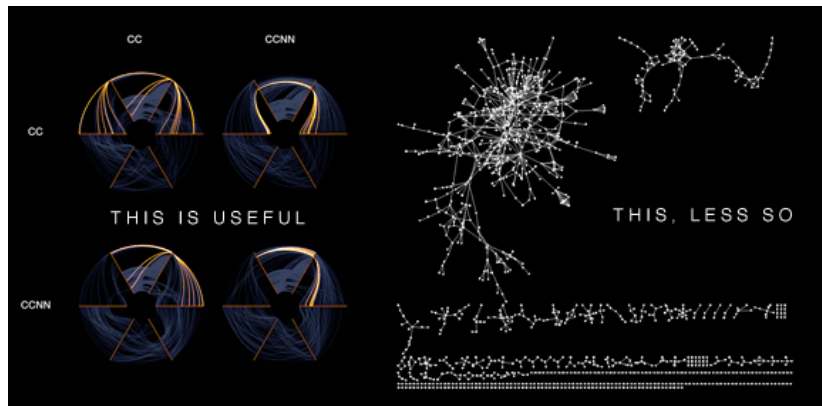 CC CCNN
CC
THIS IS USEFUL
THIS, LESS SO
CCNN